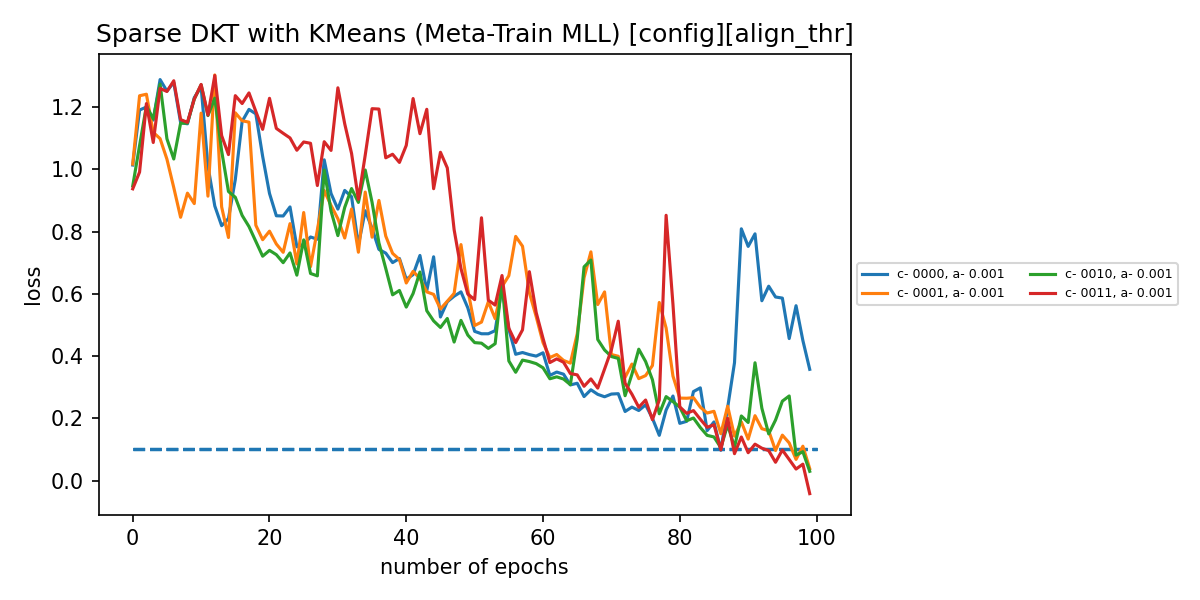 Sparse DKT with KMeans (Meta-Train MLL) [config][align_thr]
1.2
1.0
0.8
0.6
0.4
0.2
0.0
loss
0 20 40 60 80 100
number of epochs
c- 0000, a- 0.001 c- 0010, a- 0.001
c- 0001, a- 0.001 c- 0011, a- 0.001